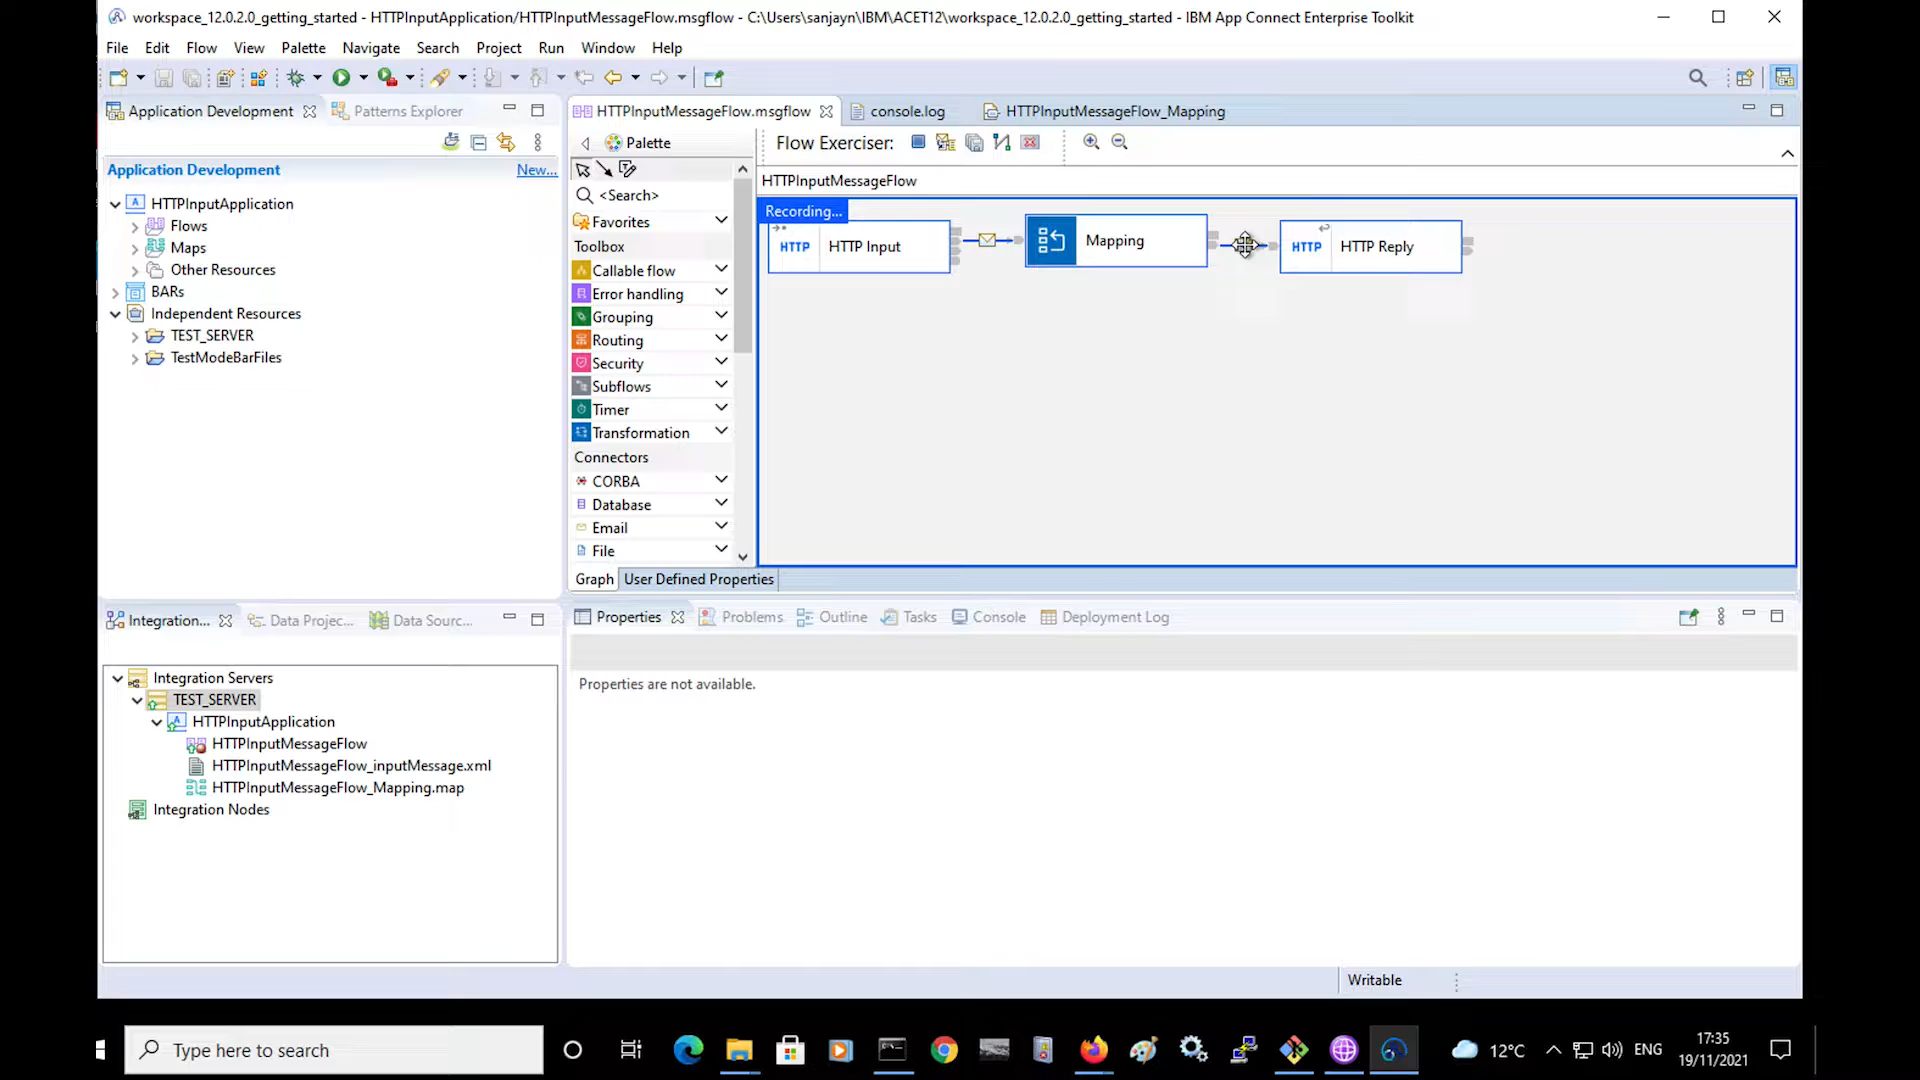 workspace_12.0.2.0_getting_started - HTTPInputApplication/HTTPInputMessageFlow.msgflow - C:\Users\sanjayn\IBM\ACET12\workspace_12.0.2.0_getting_started - IBM App Connect Enterprise Toolkit
File Edit Flow View Palette Navigate Search Project Run Window Help
Application Development
Patterns Explorer
Application Development
New...
HTTPInputApplication
Flows
Maps
Other Resources
BARs
Independent Resources
TEST_SERVER
TestModeBarFiles
HTTPInputMessageFlow.msgflow
console.log
HTTPInputMessageFlow_Mapping
Palette
<Search>
Favorites
Toolbox
Callable flow
Error handling
Grouping
Routing
Security
Subflows
Timer
Transformation
Connectors
CORBA
Database
Email
File
Flow Exerciser:
HTTPInputMessageFlow
Recording...
HTTP HTTP Input
Mapping
HTTP HTTP Reply
Graph
User Defined Properties
Integration...
Data Projec...
Data Sourc...
Integration Servers
TEST_SERVER
HTTPInputApplication
HTTPInputMessageFlow
HTTPInputMessageFlow_inputMessage.xml
HTTPInputMessageFlow_Mapping.map
Integration Nodes
Properties
Problems
Outline
Tasks
Console
Deployment Log
Properties are not available.
Writable
Type here to search
12°C
ENG
17:35
19/11/2021